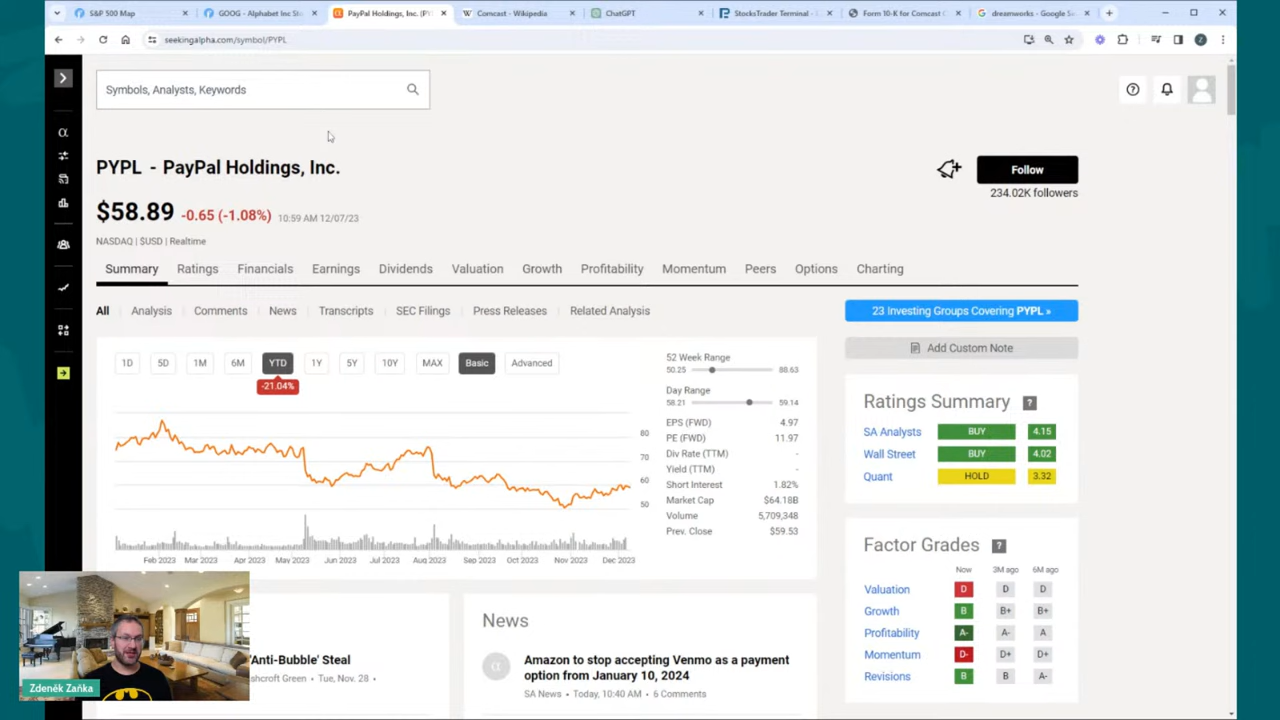 S&P 500 Map
GOOG - Alphabet Inc Sto
PayPal Holdings, Inc. (PY
Comcast - Wikipedia
ChatGPT
StocksTrader Terminal - 
Form 10-K for Comcast C
dreamworks - Google Se
seekingalpha.com/symbol/PYPL
Z
Symbols, Analysts, Keywords
PYPL - PayPal Holdings, Inc.
Follow
234.02K followers
$58.89 -0.65 (-1.08%) 10:59 AM 12/07/23
NASDAQ | $USD | Realtime
Summary Ratings Financials Earnings Dividends Valuation Growth Profitability Momentum Peers Options Charting
All Analysis Comments News Transcripts SEC Filings Press Releases Related Analysis
23 Investing Groups Covering PYPL »
Add Custom Note
1D 5D 1M 6M YTD 1Y 5Y 10Y MAX Basic Advanced
-21.04%
80
70
60
50
Feb 2023 Mar 2023 Apr 2023 May 2023 Jun 2023 Jul 2023 Aug 2023 Sep 2023 Oct 2023 Nov 2023 Dec 2023
52 Week Range
50.25 88.63
Day Range
58.21 59.14
EPS (FWD) 4.97
PE (FWD) 11.97
Div Rate (TTM) -
Yield (TTM) -
Short Interest 1.82%
Market Cap $64.18B
Volume 5,709,348
Prev. Close $59.53
Ratings Summary ?
SA Analysts BUY 4.15
Wall Street BUY 4.02
Quant HOLD 3.32
Factor Grades ?
Now 3M ago 6M ago
Valuation D D D
Growth B B+ B+
Profitability A- A- A
Momentum D- D+ D+
Revisions B B A-
'Anti-Bubble' Steal
shcroft Green • Tue, Nov. 28 •
News
Amazon to stop accepting Venmo as a payment
option from January 10, 2024
SA News • Today, 10:40 AM • 6 Comments
Zdeněk Zaňka